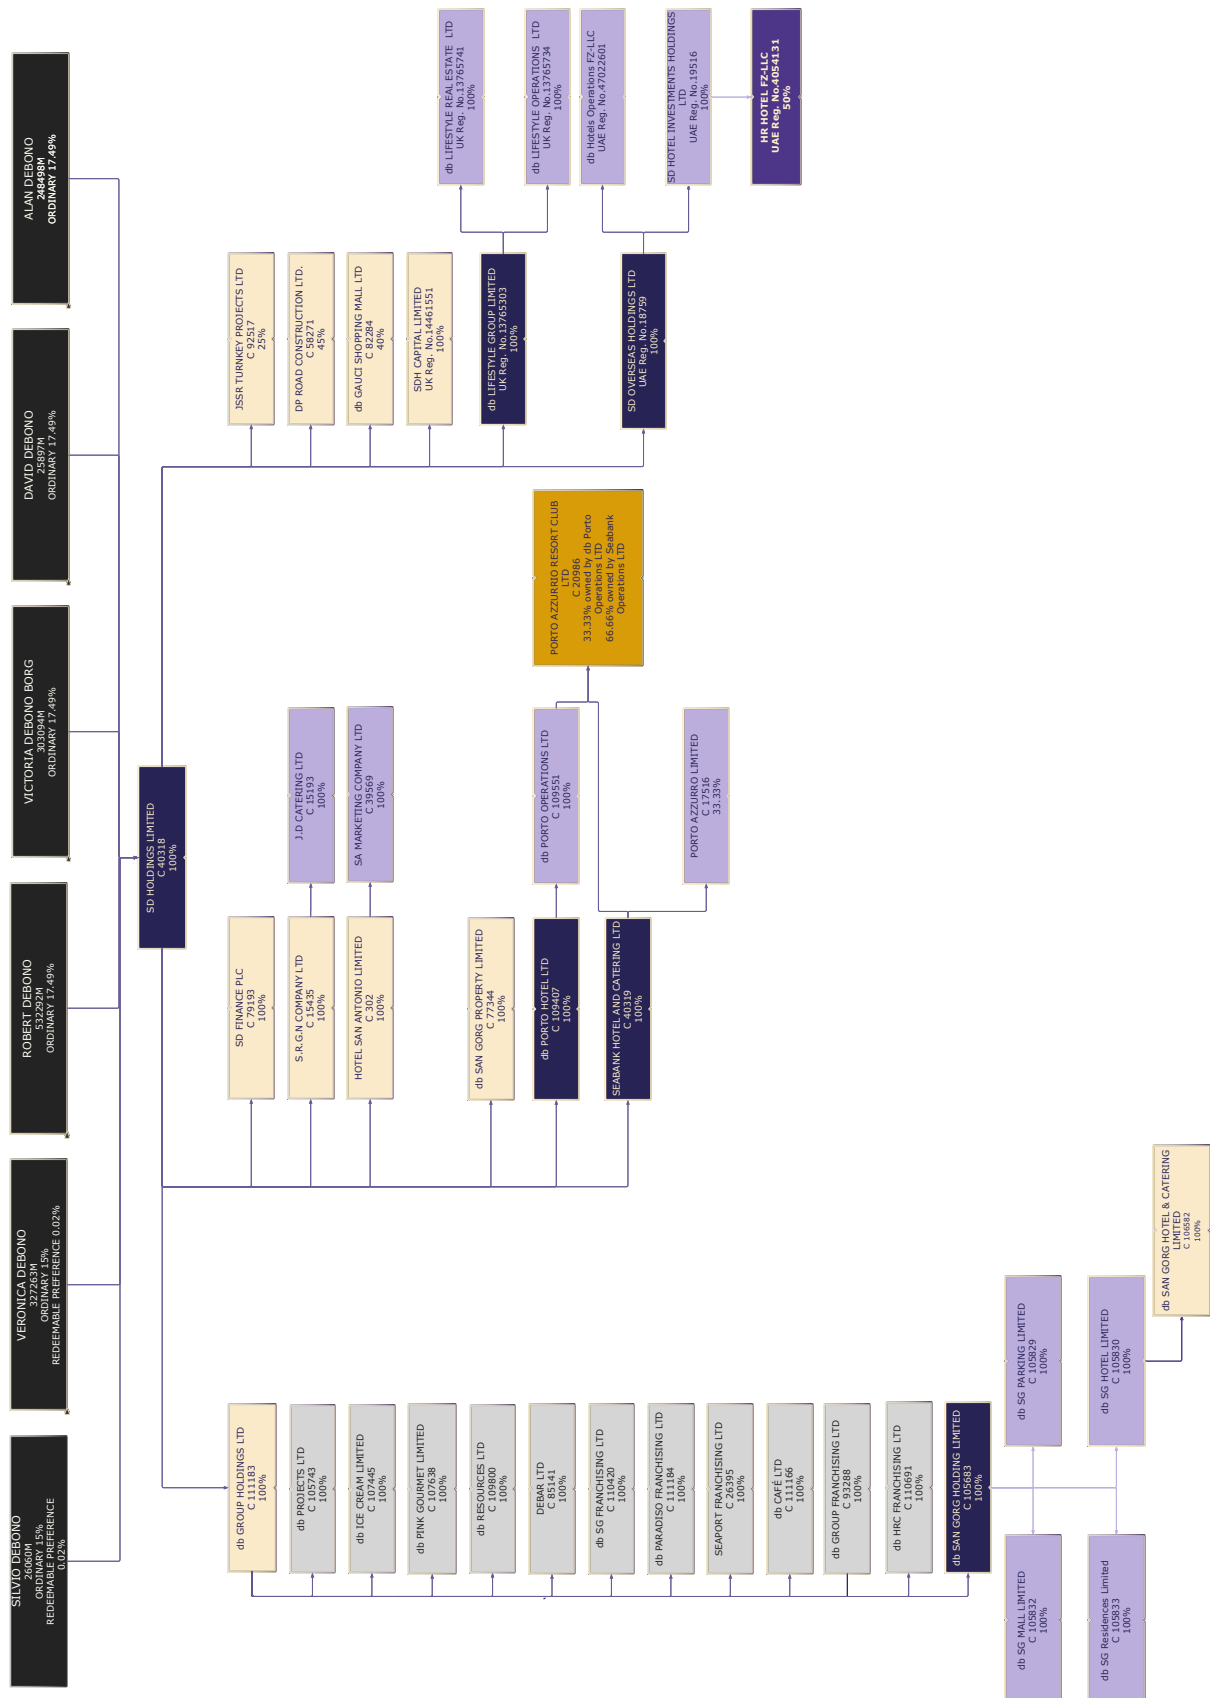 SILVIO DEBONO
26060M
ORDINARY 15%
REDEEMABLE PREFERENCE
0.02%
VERONICA DEBONO
327263M
ORDINARY 15%
REDEEMABLE PREFERENCE 0.02%
ROBERT DEBONO
532292M
ORDINARY 17.49%
VICTORIA DEBONO BORG
303094M
ORDINARY 17.49%
DAVID DEBONO
25897M
ORDINARY 17.49%
ALAN DEBONO
248498M
ORDINARY 17.49%
SD HOLDINGS LIMITED
C 40318
100%
db GROUP HOLDINGS LTD
C 111183
100%
db PROJECTS LTD
C 105743
100%
db ICE CREAM LIMITED
C 107445
100%
db PINK GOURMET LIMITED
C 107638
100%
db RESOURCES LTD
C 109800
100%
DEBAR LTD
C 85141
100%
db SG FRANCHISING LTD
C 110420
100%
db PARADISO FRANCHISING LTD
C 111184
100%
SEAPORT FRANCHISING LTD
C 26395
100%
db CAFÉ LTD
C 111166
100%
db GROUP FRANCHISING LTD
C 93288
100%
db HRC FRANCHISING LTD
C 110691
100%
db SAN GORG HOLDING LIMITED
C 105683
100%
db SG MALL LIMITED
C 105832
100%
db SG PARKING LIMITED
C 105829
100%
db SG Residences Limited
C 105833
100%
db SG HOTEL LIMITED
C 105830
100%
db SAN GORG HOTEL & CATERING
LIMITED
C 106582
100%
SD FINANCE PLC
C 79193
100%
S.R.G.N COMPANY LTD
C 15435
100%
J.D CATERING LTD
C 15193
100%
HOTEL SAN ANTONIO LIMITED
C 302
100%
SA MARKETING COMPANY LTD
C 39569
100%
db SAN GORG PROPERTY LIMITED
C 77344
100%
db PORTO HOTEL LTD
C 109407
100%
db PORTO OPERATIONS LTD
C 109551
100%
SEABANK HOTEL AND CATERING LTD
C 40319
100%
PORTO AZZURRO LIMITED
C 17516
33.33%
PORTO AZZURRIO RESORT CLUB
LTD
C 20986
33.33% owned by db Porto
Operations LTD
66.66% owned by Seabank
Operations LTD
JSSR TURNKEY PROJECTS LTD
C 92517
25%
DP ROAD CONSTRUCTION LTD.
C 58271
45%
db GAUCI SHOPPING MALL LTD
C 82284
40%
SDH CAPITAL LIMITED
UK Reg. No.14461551
100%
db LIFESTYLE GROUP LIMITED
UK Reg. No.13765303
100%
db LIFESTYLE REAL ESTATE LTD
UK Reg. No.13765741
100%
db LIFESTYLE OPERATIONS LTD
UK Reg. No.13765734
100%
SD OVERSEAS HOLDINGS LTD
UAE Reg. No.18759
100%
db Hotels Operations FZ-LLC
UAE Reg. No.47022601
100%
SD HOTEL INVESTMENTS HOLDINGS
LTD
UAE Reg. No.19516
100%
HR HOTEL FZ-LLC
UAE Reg. No.4054131
50%